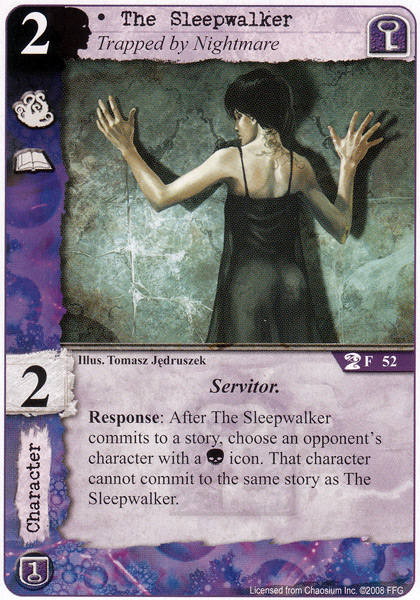 2
• The Sleepwalker
Trapped by Nightmare
Illus. Tomasz Jędruszek
F 52
2
Servitor.
Response: After The Sleepwalker
commits to a story, choose an opponent's
character with a icon. That character
cannot commit to the same story as The
Sleepwalker.
Character
1
Licensed from Chaosium Inc. ©2008 FFG